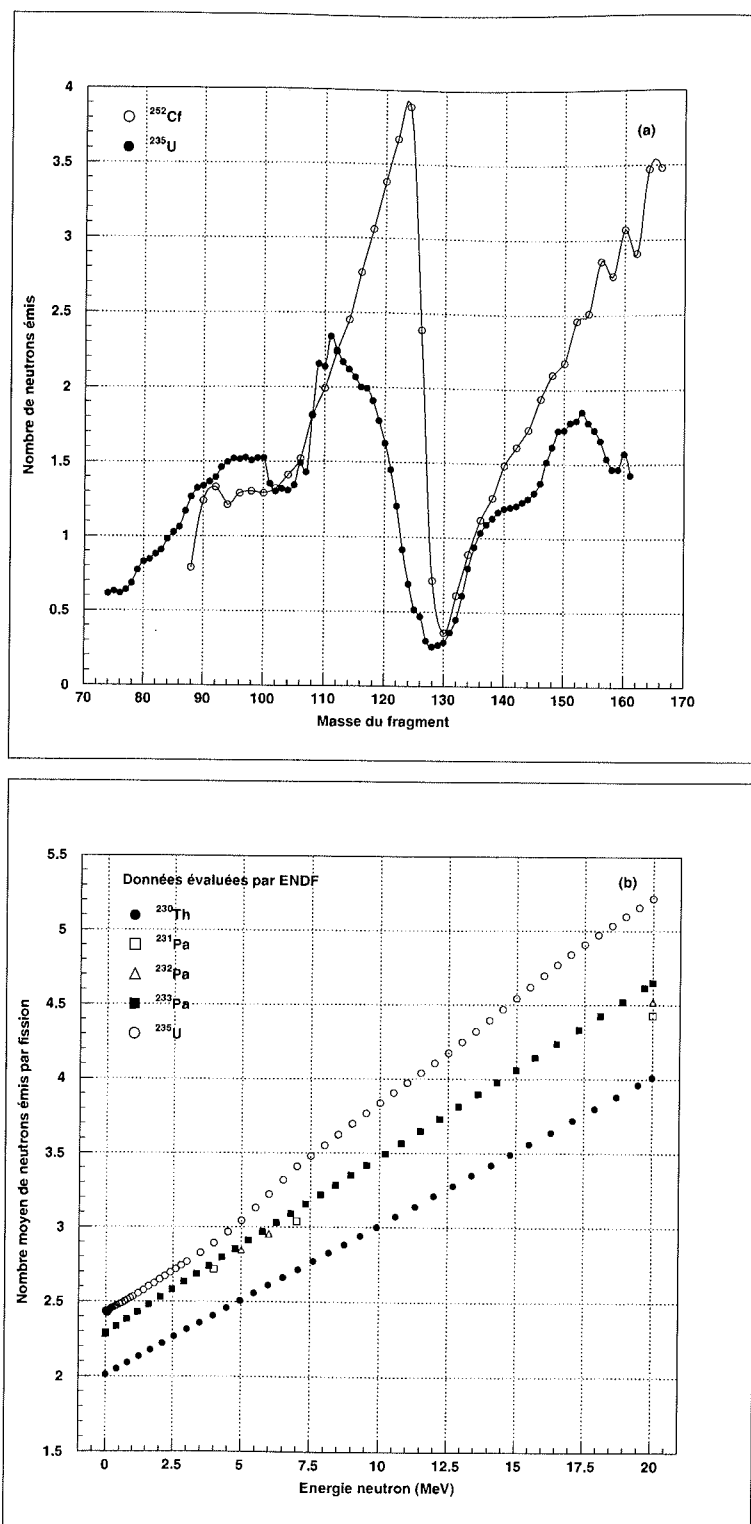 4
3.5
3
2.5
2
1.5
1
0.5
0
²⁵²Cf
²³⁵U
(a)
Nombre de neutrons émis
70 80 90 100 110 120 130 140 150 160 170
Masse du fragment
5.5
5
4.5
4
3.5
3
2.5
2
1.5
Données évaluées par ENDF
(b)
²³⁰Th
²³¹Pa
²³²Pa
²³³Pa
²³⁵U
Nombre moyen de neutrons émis par fission
0 2.5 5 7.5 10 12.5 15 17.5 20
Energie neutron (MeV)